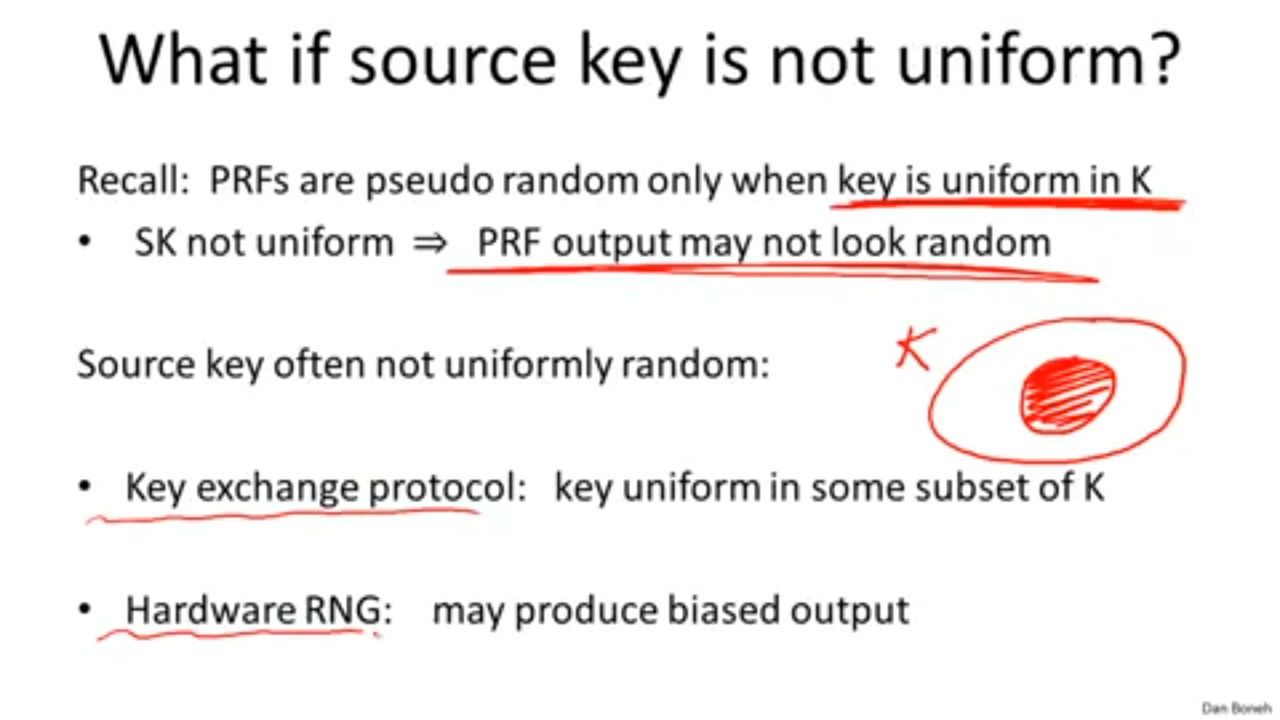 What if source key is not uniform?
Recall: PRFs are pseudo random only when key is uniform in K
• SK not uniform ⇒ PRF output may not look random
Source key often not uniformly random:
K
• Key exchange protocol: key uniform in some subset of K
• Hardware RNG: may produce biased output
Dan Boneh